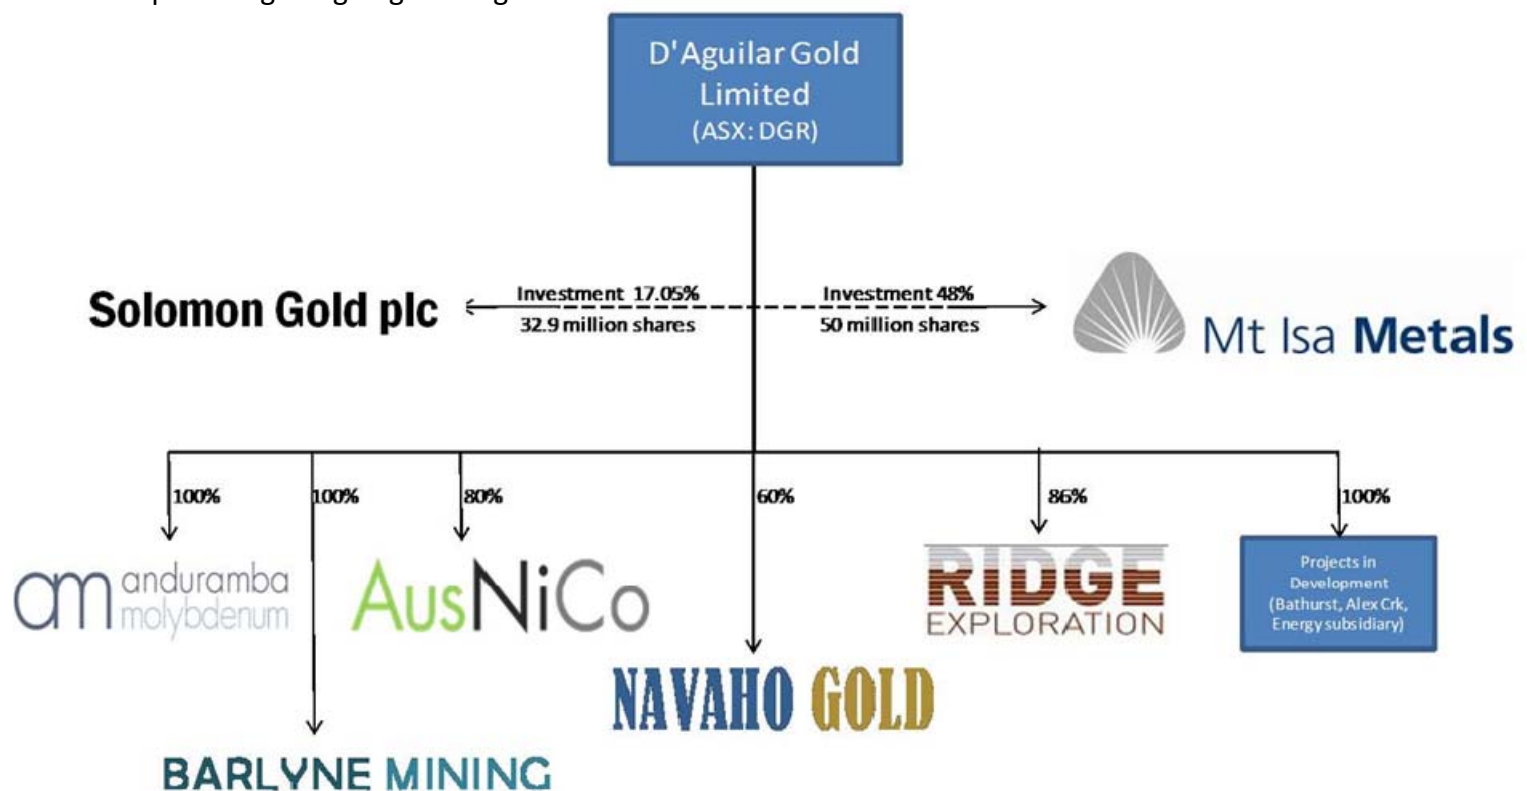 D'Aguilar Gold
Limited
(ASX: DGR)
Solomon Gold plc
Investment 17.05%
32.9 million shares
Investment 48%
50 million shares
Mt Isa Metals
100%
100%
80%
60%
86%
100%
am anduramba
molybdenum
AusNiCo
RIDGE
EXPLORATION
Projects in
Development
(Bathurst, Alex Crk,
Energy subsidiary)
NAVAHO GOLD
BARLYNE MINING